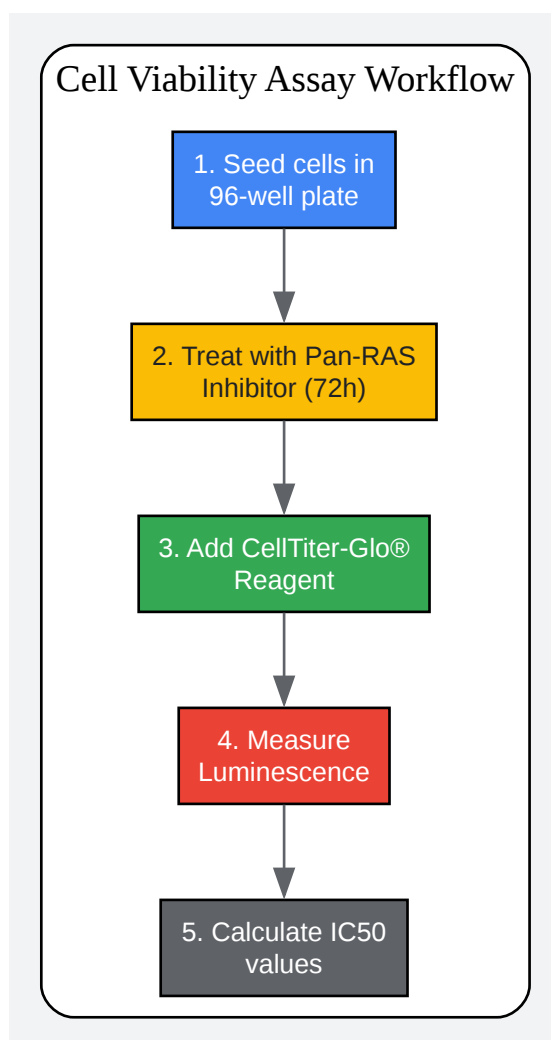 Cell Viability Assay Workflow
1. Seed cells in
96-well plate
2. Treat with Pan-RAS
Inhibitor (72h)
3. Add CellTiter-Glo®
Reagent
4. Measure
Luminescence
5. Calculate IC50
values